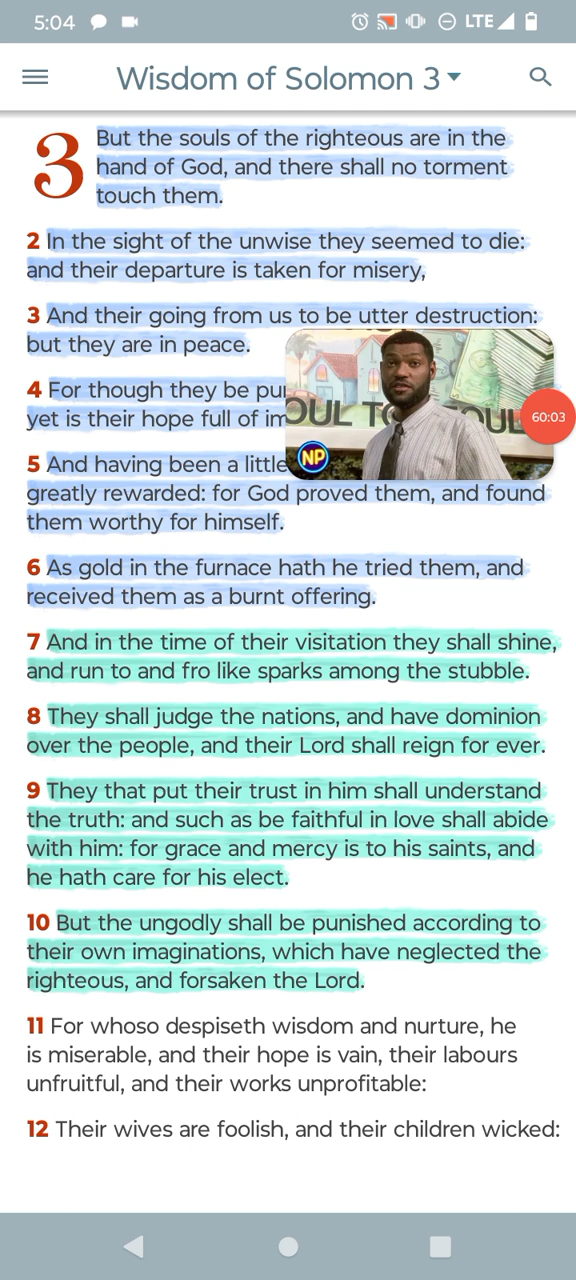 5:04
LTE
Wisdom of Solomon 3
3 But the souls of the righteous are in the
hand of God, and there shall no torment
touch them.
2 In the sight of the unwise they seemed to die:
and their departure is taken for misery,
3 And their going from us to be utter destruction:
but they are in peace.
4 For though they be
yet is their hope full of
OUL TO
OUL
60:03
NP
5 And having been a little
greatly rewarded: for God proved them, and found
them worthy for himself.
6 As gold in the furnace hath he tried them, and
received them as a burnt offering.
7 And in the time of their visitation they shall shine,
and run to and fro like sparks among the stubble.
8 They shall judge the nations, and have dominion
over the people, and their Lord shall reign for ever.
9 They that put their trust in him shall understand
the truth: and such as be faithful in love shall abide
with him: for grace and mercy is to his saints, and
he hath care for his elect.
10 But the ungodly shall be punished according to
their own imaginations, which have neglected the
righteous, and forsaken the Lord.
11 For whoso despiseth wisdom and nurture, he
is miserable, and their hope is vain, their labours
unfruitful, and their works unprofitable:
12 Their wives are foolish, and their children wicked: